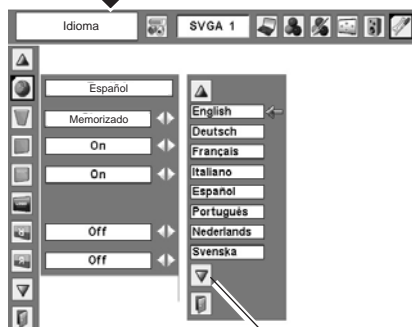 Idioma
SVGA 1
Español
Memorizado
On
On
Off
Off
English
Deutsch
Français
Italiano
Español
Português
Nederlands
Svenska